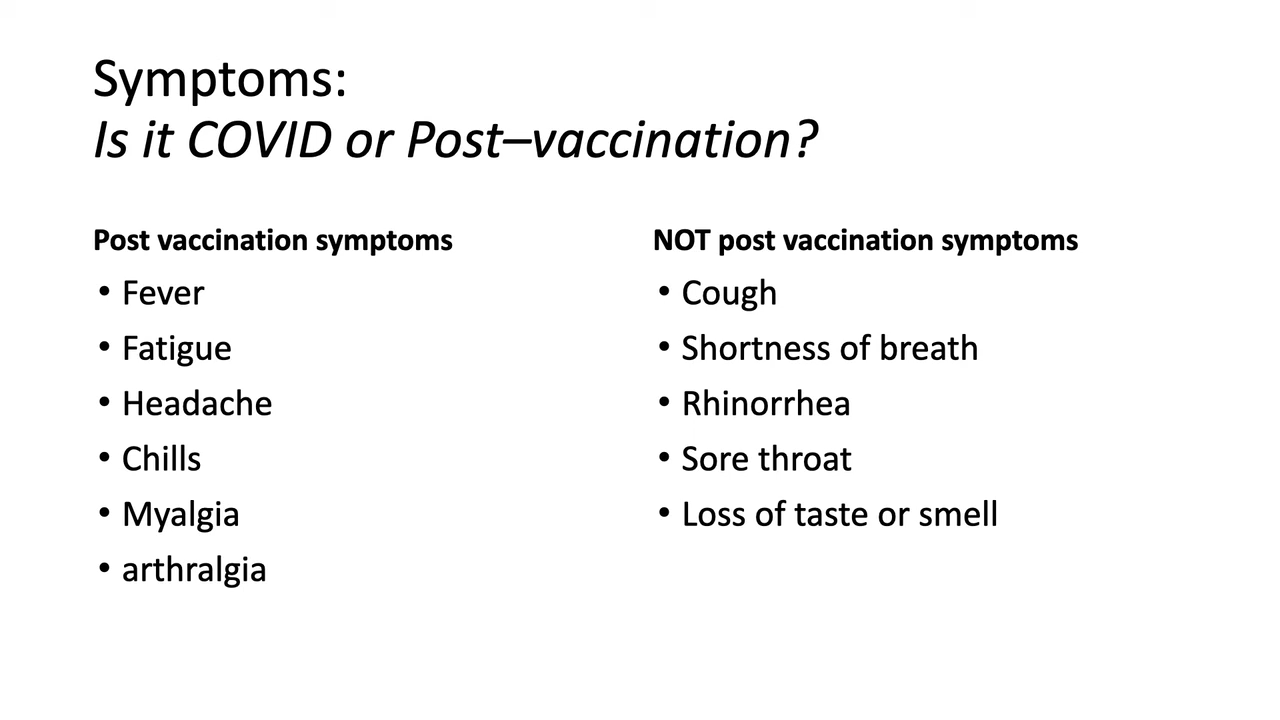 Symptoms:
Is it COVID or Post–vaccination?
Post vaccination symptoms
• Fever
• Fatigue
• Headache
• Chills
• Myalgia
• arthralgia
NOT post vaccination symptoms
• Cough
• Shortness of breath
• Rhinorrhea
• Sore throat
• Loss of taste or smell